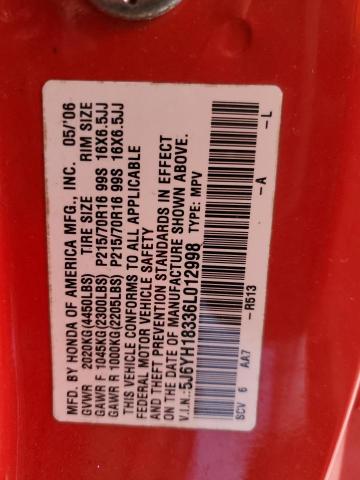 MFD. BY HONDA OF AMERICA MFG., INC. 05/'06
GVWR 2020KG(4450LBS) TIRE SIZE RIM SIZE
GAWR F 1045KG(2300LBS) P215/70R16 99S 16X6.5JJ
GAWR R 1000KG(2205LBS) P215/70R16 99S 16X6.5JJ
THIS VEHICLE CONFORMS TO ALL APPLICABLE
FEDERAL MOTOR VEHICLE SAFETY
AND THEFT PREVENTION STANDARDS IN EFFECT
ON THE DATE OF MANUFACTURE SHOWN ABOVE.
V.I.N.:5J6YH18336L012998 TYPE: MPV
SCV 6 AA7 -R513 -A -L